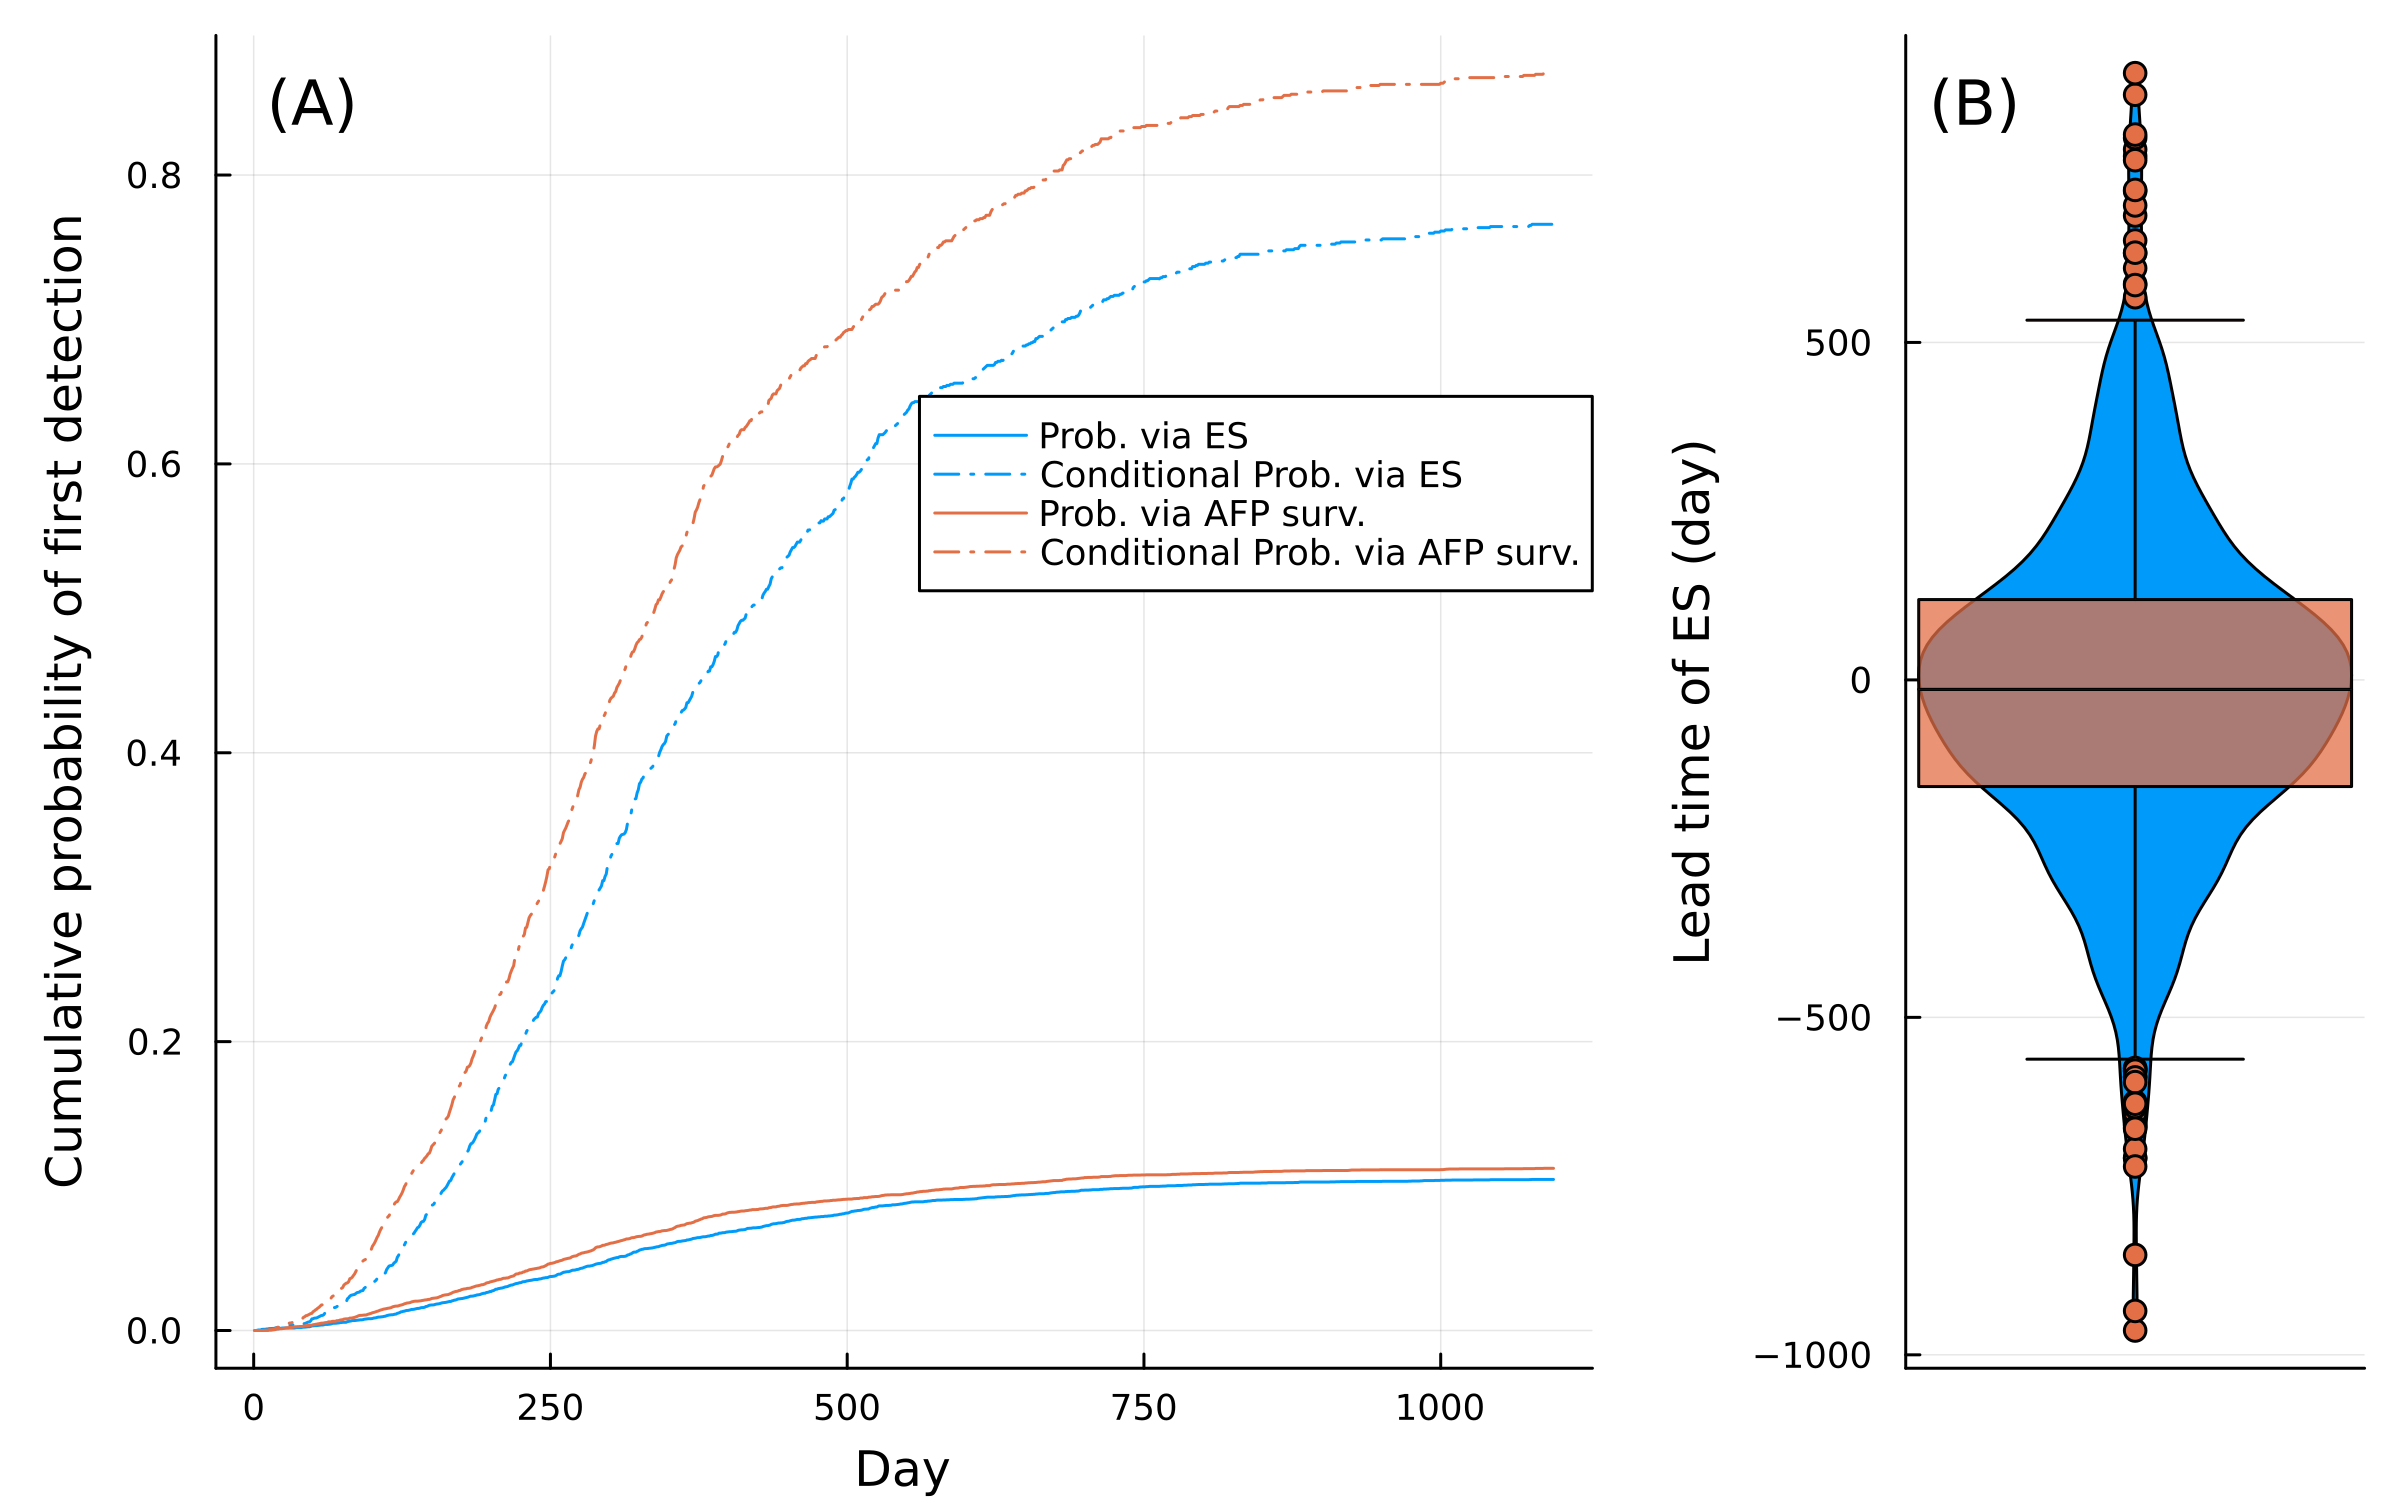 (A)
Cumulative probability of first detection
0.8
0.6
0.4
0.2
0.0
0
250
500
750
1000
Day
Prob. via ES
Conditional Prob. via ES
Prob. via AFP surv.
Conditional Prob. via AFP surv.
(B)
Lead time of ES (day)
500
0
−500
−1000